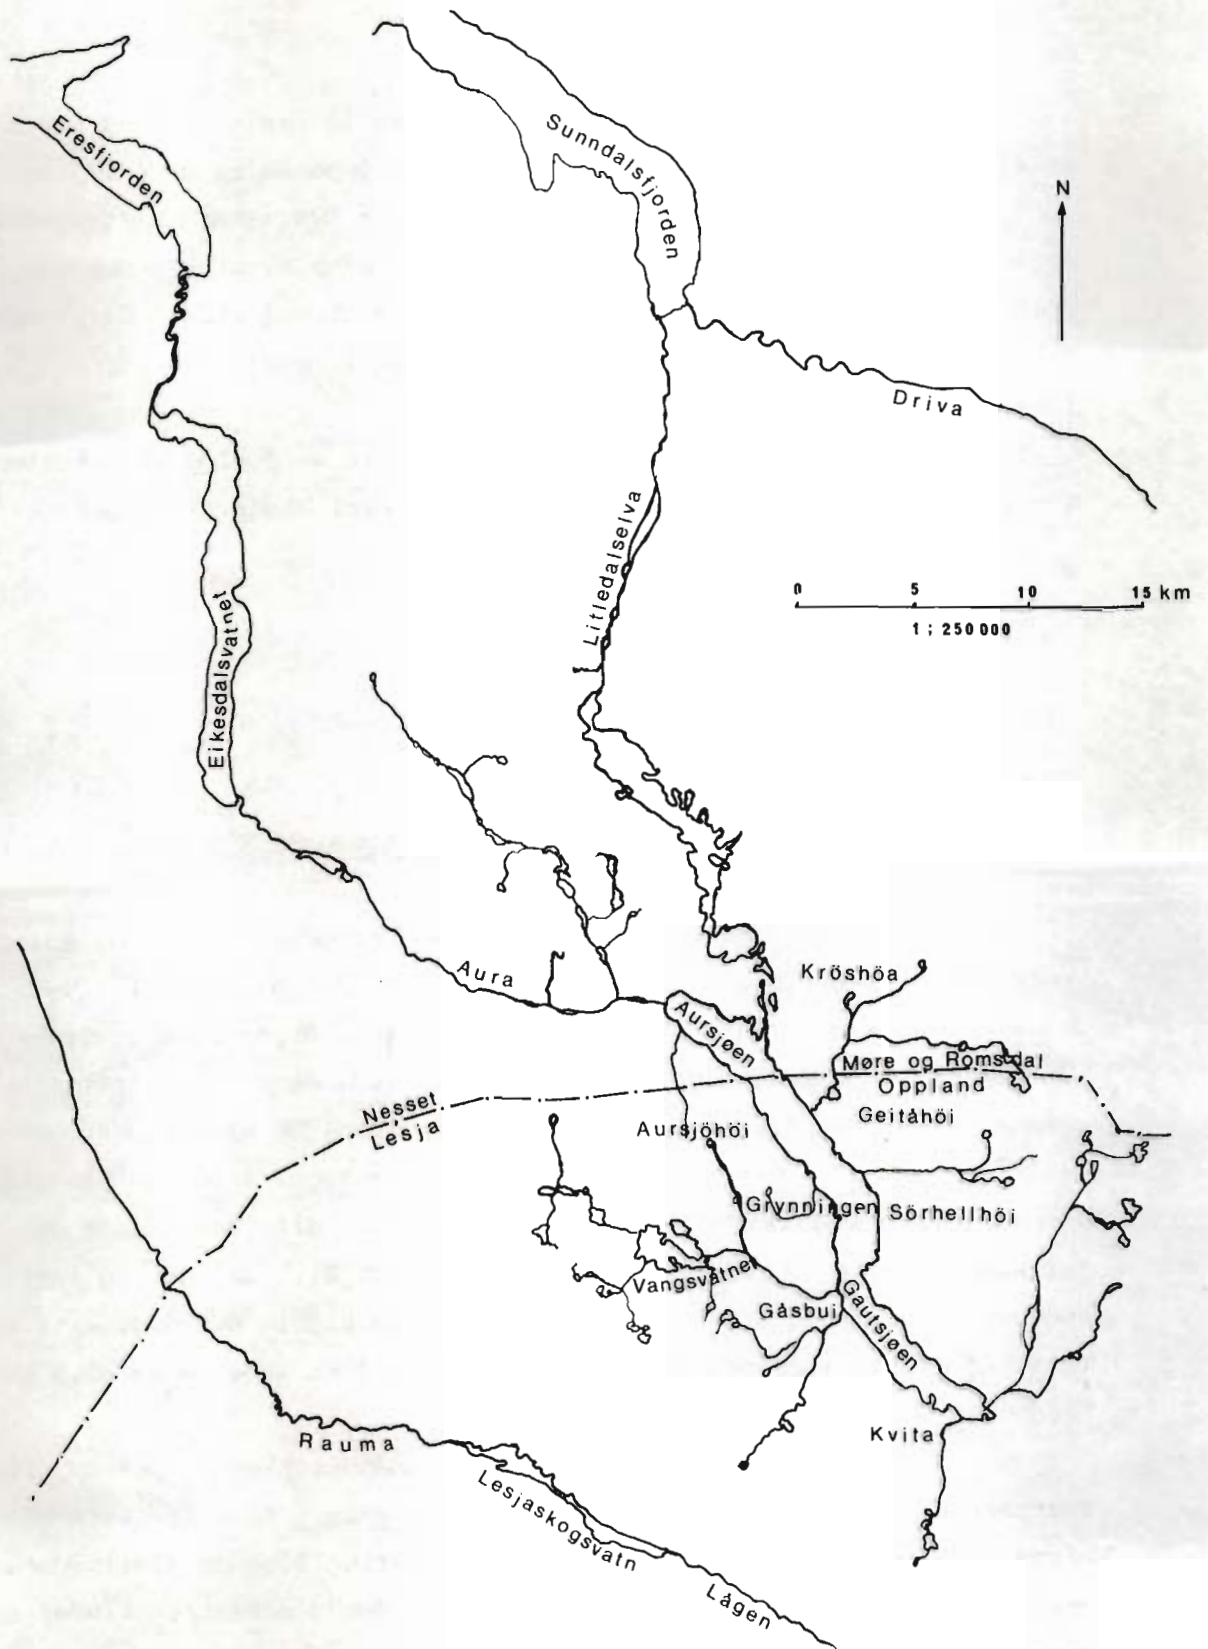 Eresfjorden
Sunndalsfjorden
N
Driva
Litledalselva
0 5 10 15 km
1 : 250 000
Eikesdalsvatnet
Aura
Kröshöa
Aursjøen
Møre og Romsdal
Oppland
Nesset
Lesja
Geitåhöi
Aursjöhöi
Grynningen
Sörhellhöi
Vangsvatnet
Gåsbui
Gautsjøen
Kvita
Rauma
Lesjaskogsvatn
Lågen